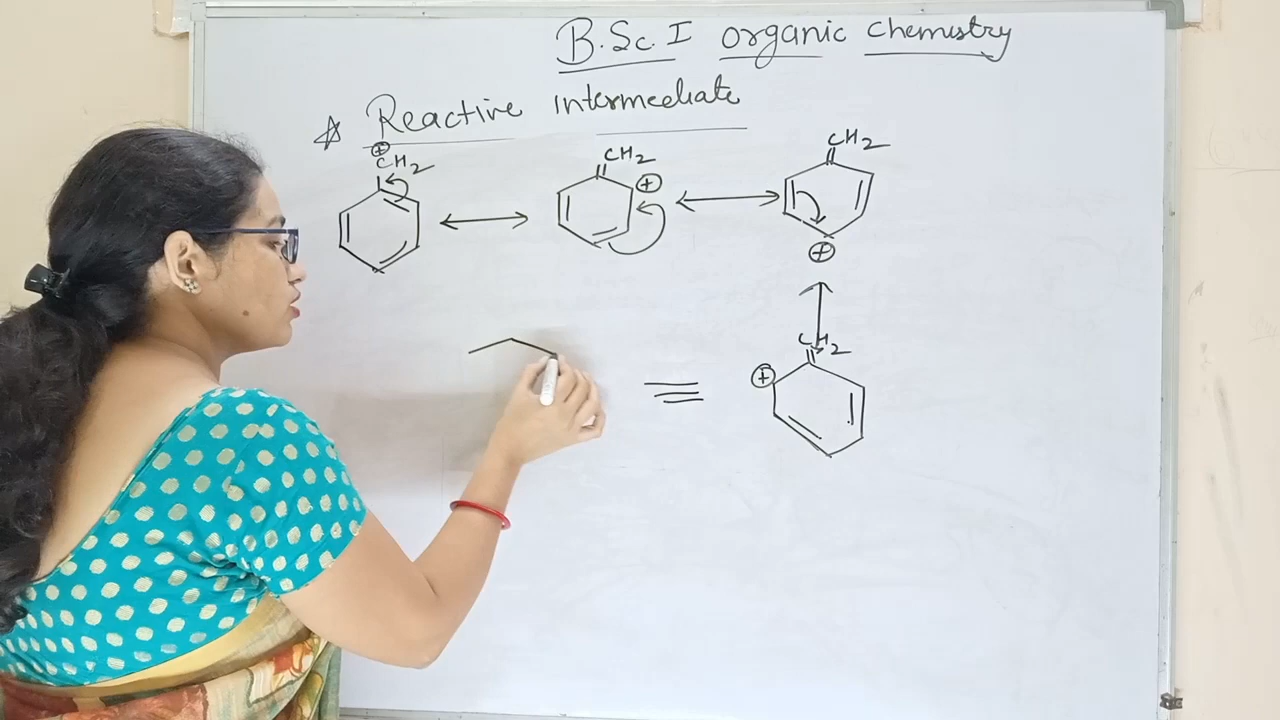 B.Sc. I organic chemistry
☆ Reactive intermediate
⊕
CH2
CH2
⊕
CH2
⊕
CH2
⊕